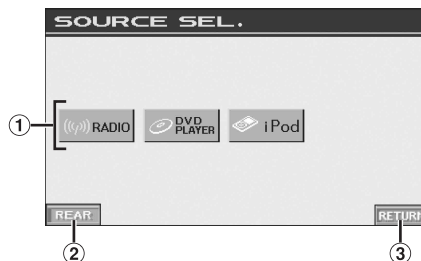 SOURCE SEL.
① RADIO DVD PLAYER iPod
REAR RETURN
② ③